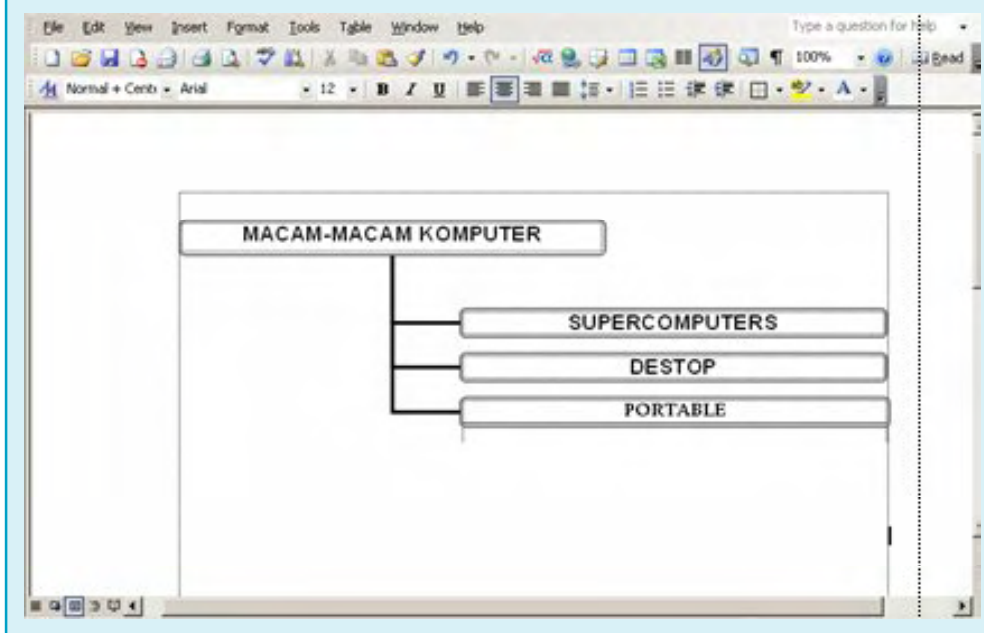 File Edit View Insert Format Tools Table Window Help Type a question for help
100% Read
Normal + Cent Arial 12 B I U A
MACAM-MACAM KOMPUTER
SUPERCOMPUTERS
DESTOP
PORTABLE